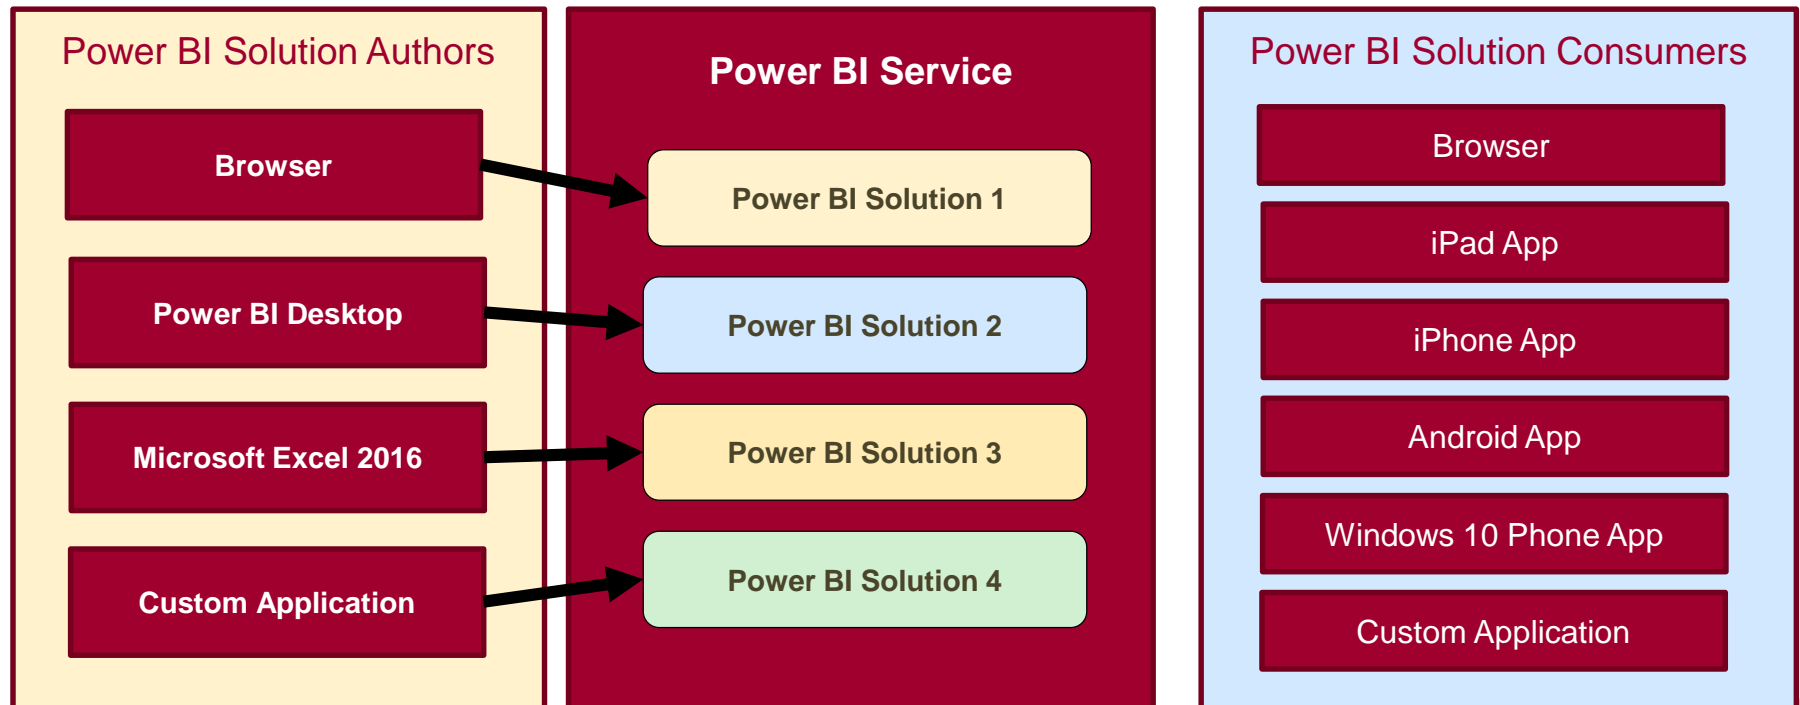 Power BI Solution Authors
Browser
Power BI Desktop
Microsoft Excel 2016
Custom Application
Power BI Service
Power BI Solution 1
Power BI Solution 2
Power BI Solution 3
Power BI Solution 4
Power BI Solution Consumers
Browser
iPad App
iPhone App
Android App
Windows 10 Phone App
Custom Application